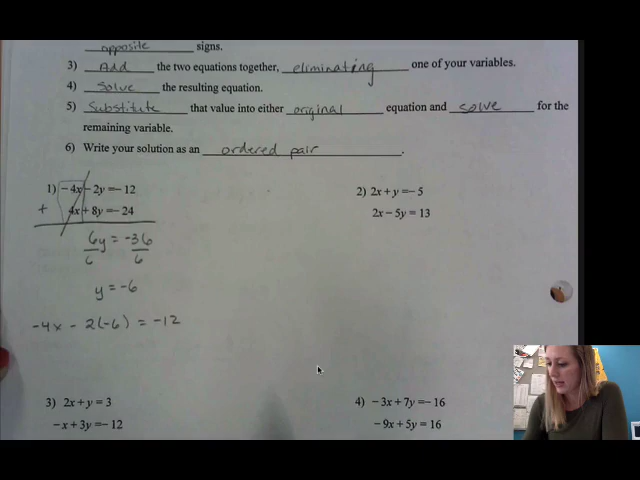 opposite signs.
3) Add the two equations together, eliminating one of your variables.
4) Solve the resulting equation.
5) Substitute that value into either original equation and solve for the
remaining variable.
6) Write your solution as an ordered pair.
1) -4x - 2y = -12
+ 4x + 8y = -24
6y = -36
6 6
y = -6
-4x - 2(-6) = -12
2) 2x + y = -5
2x - 5y = 13
3) 2x + y = 3
-x + 3y = -12
4) -3x + 7y = -16
-9x + 5y = 16